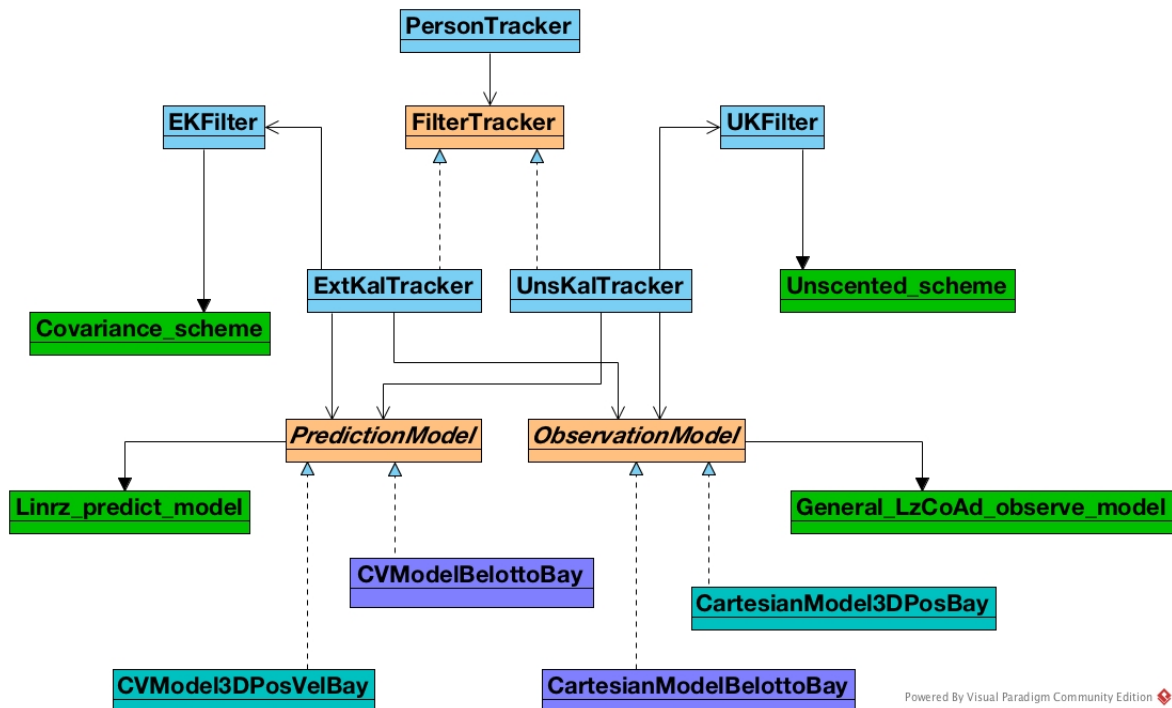 PersonTracker
EKFilter
FilterTracker
UKFilter
ExtKalTracker
UnsKalTracker
Unscented_scheme
Covariance_scheme
PredictionModel
ObservationModel
Linrz_predict_model
General_LzCoAd_observe_model
CVModelBelottoBay
CartesianModel3DPosBay
CVModel3DPosVelBay
CartesianModelBelottoBay
Powered By Visual Paradigm Community Edition